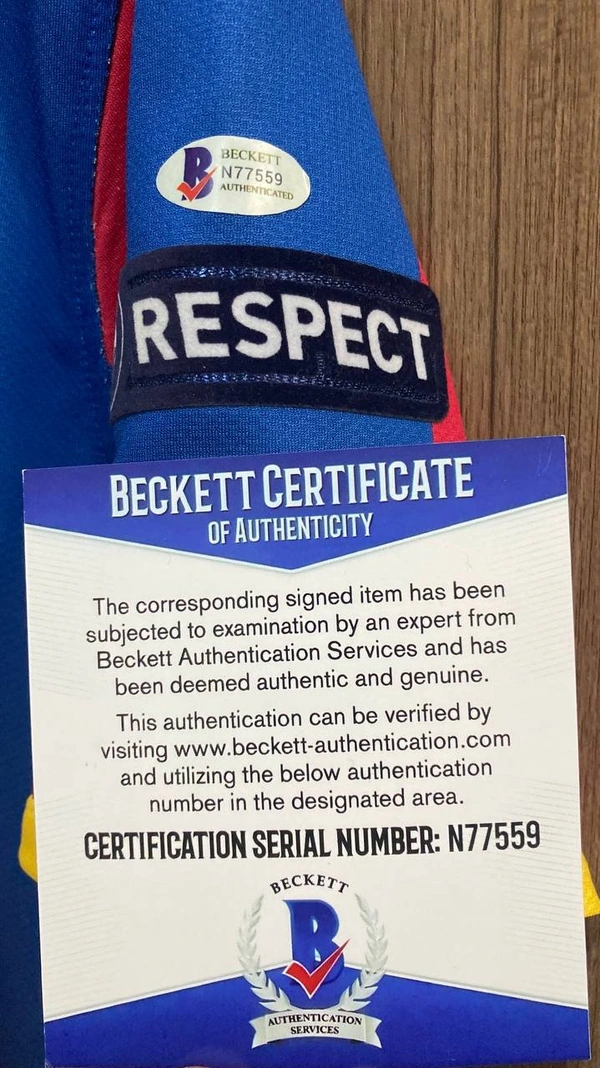 BECKETT
N77559
AUTHENTICATED
RESPECT
BECKETT CERTIFICATE
OF AUTHENTICITY
The corresponding signed item has been
subjected to examination by an expert from
Beckett Authentication Services and has
been deemed authentic and genuine.
This authentication can be verified by
visiting www.beckett-authentication.com
and utilizing the below authentication
number in the designated area.
CERTIFICATION SERIAL NUMBER: N77559
BECKETT
B
AUTHENTICATION
SERVICES